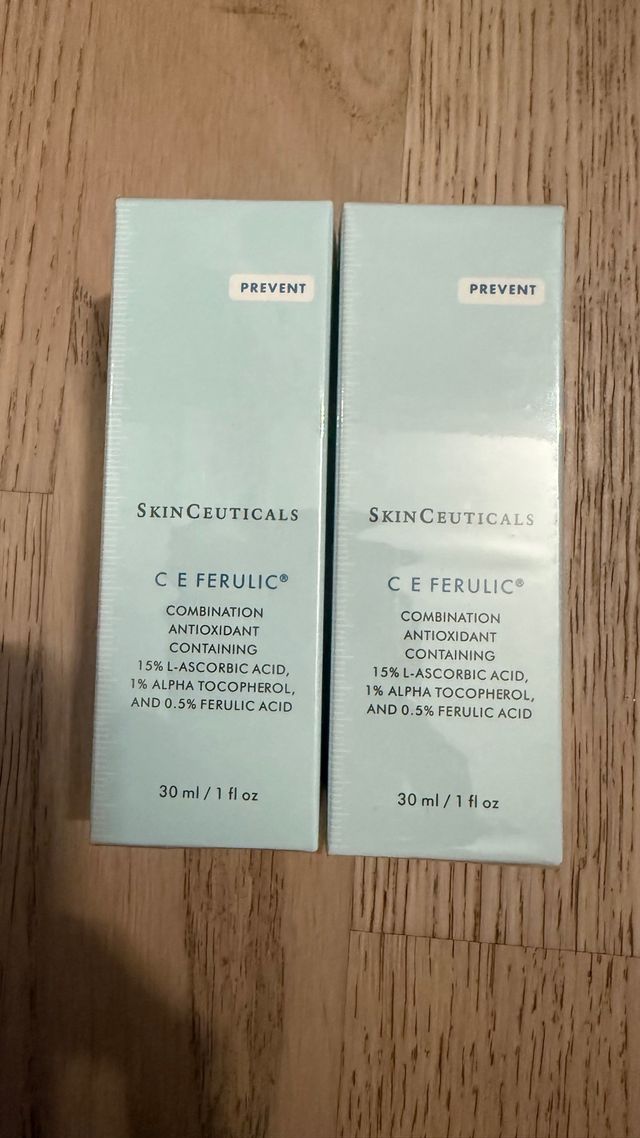 PREVENT
SKINCEUTICALS
C E FERULIC®
COMBINATION
ANTIOXIDANT
CONTAINING
15% L-ASCORBIC ACID,
1% ALPHA TOCOPHEROL,
AND 0.5% FERULIC ACID
30 ml / 1 fl oz
PREVENT
SKINCEUTICALS
C E FERULIC®
COMBINATION
ANTIOXIDANT
CONTAINING
15% L-ASCORBIC ACID,
1% ALPHA TOCOPHEROL,
AND 0.5% FERULIC ACID
30 ml / 1 fl oz